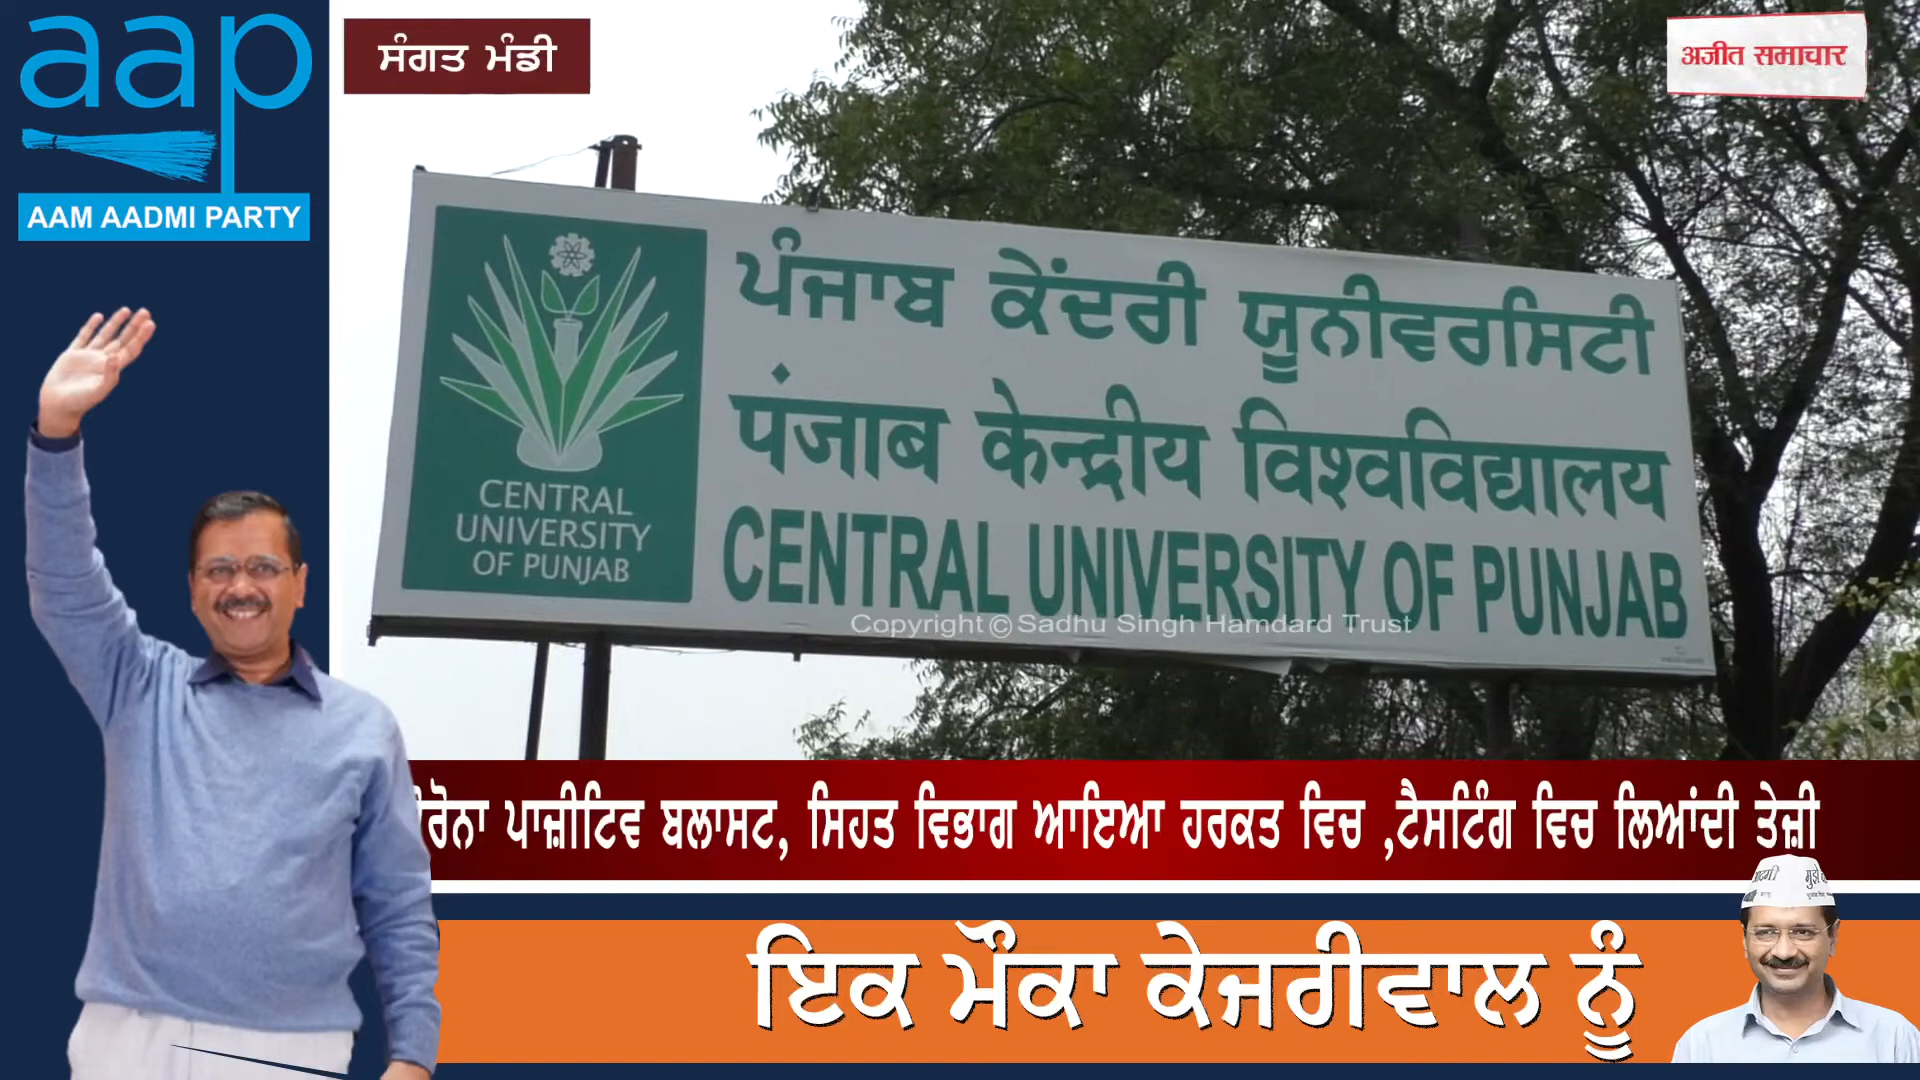 aap
AAM AADMI PARTY
ਸੰਗਤ ਮੰਡੀ
अजीत समाचार
ਪੰਜਾਬ ਕੇਂਦਰੀ ਯੂਨੀਵਰਸਿਟੀ
पंजाब केन्द्रीय विश्वविद्यालय
CENTRAL UNIVERSITY OF PUNJAB
CENTRAL
UNIVERSITY
OF PUNJAB
Copyright © Sadhu Singh Hamdard Trust
ਪਾਜ਼ੀਟਿਵ ਬਲਾਸਟ, ਸਿਹਤ ਵਿਭਾਗ ਆਇਆ ਹਰਕਤ ਵਿਚ ,ਟੈਸਟਿੰਗ ਵਿਚ ਲਿਆਂਦੀ ਤੇਜ਼ੀ
ਇਕ ਮੌਕਾ ਕੇਜਰੀਵਾਲ ਨੂੰ